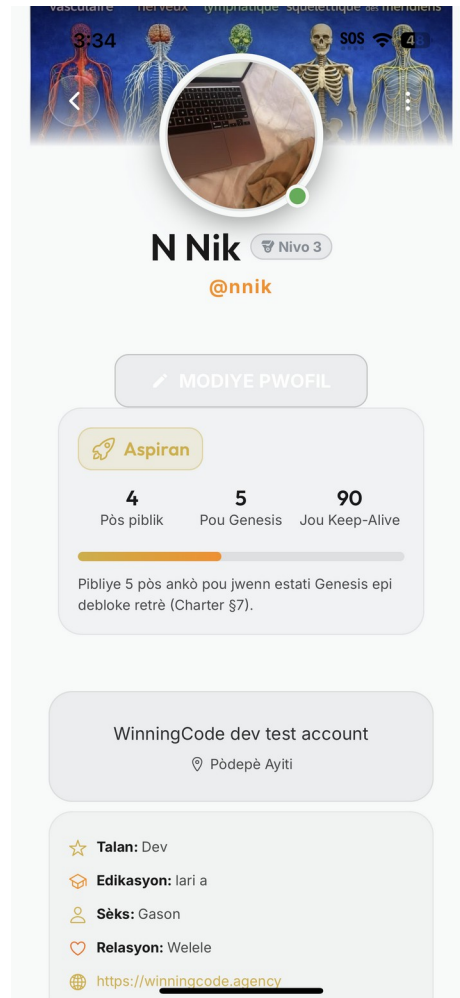 vasculaire nerveux lymphatique squelettique des méridiens
3:34 SOS
N Nik Nivo 3
@nnik
MODIYE PWOFIL
Aspiran
4 5 90
Pòs piblik Pou Genesis Jou Keep-Alive
Pibliye 5 pòs ankò pou jwenn estati Genesis epi
debloke retrè (Charter §7).
WinningCode dev test account
Pòdepè Ayiti
Talan: Dev
Edikasyon: lari a
Sèks: Gason
Relasyon: Welele
https://winningcode.agency